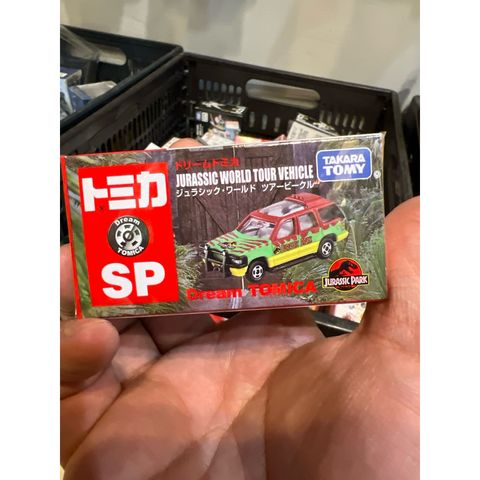 トミカ
Dream
TOMICA
SP
ドリームトミカ
JURASSIC WORLD TOUR VEHICLE
ジュラシック・ワールド ツアービークル
TAKARA
TOMY
Dream TOMICA
JURASSIC PARK